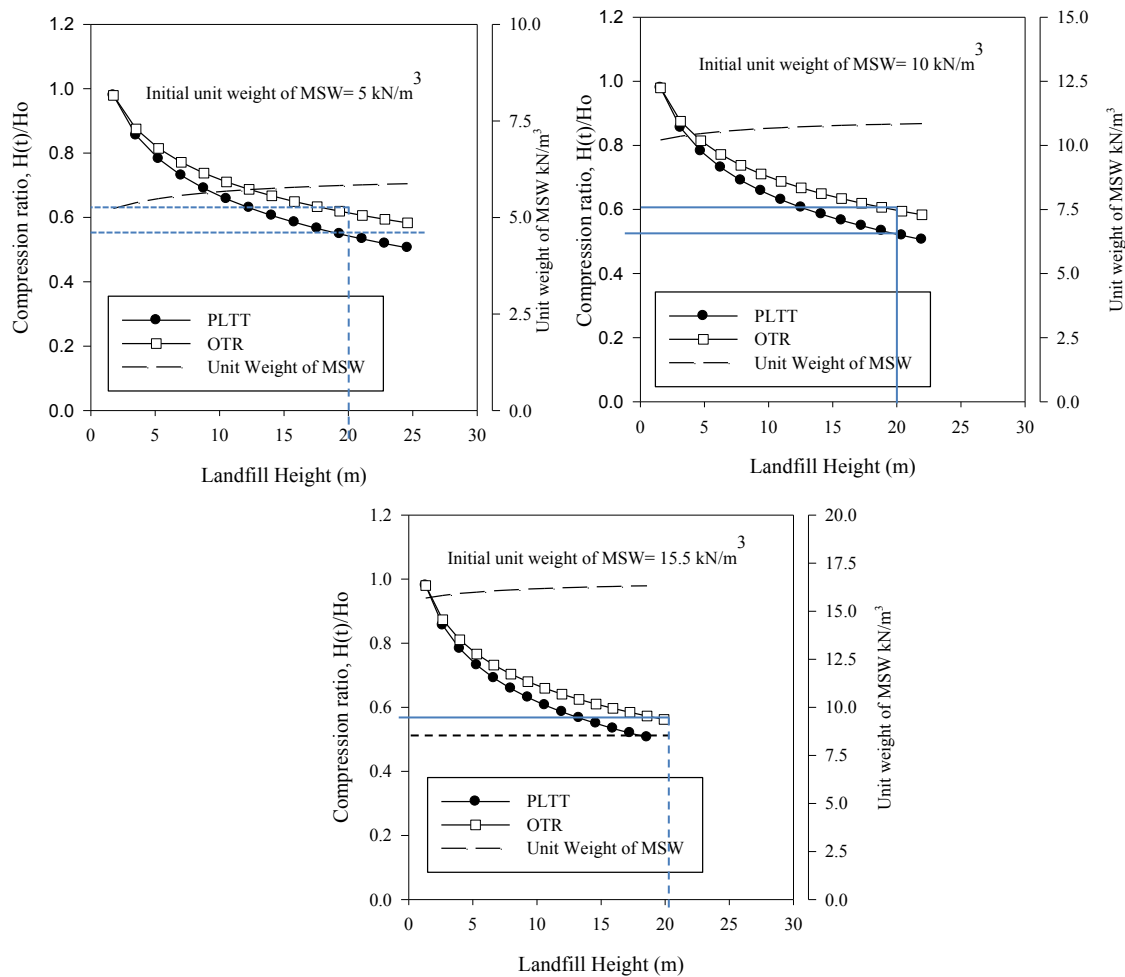 1.2
1.0
0.8
0.6
0.4
0.2
0.0
Compression ratio, H(t)/Ho
Initial unit weight of MSW= 5 kN/m3
PLTT
OTR
Unit Weight of MSW
10.0
7.5
5.0
2.5
0.0
Unit weight of MSW kN/m3
0 5 10 15 20 25 30
Landfill Height (m)
1.2
1.0
0.8
0.6
0.4
0.2
0.0
Compression ratio, H(t)/Ho
Initial unit weight of MSW= 10 kN/m3
PLTT
OTR
Unit Weight of MSW
15.0
12.5
10.0
7.5
5.0
2.5
0.0
Unit weight of MSW kN/m3
0 5 10 15 20 25 30
Landfill Height (m)
1.2
1.0
0.8
0.6
0.4
0.2
0.0
Compression ratio, H(t)/Ho
Initial unit weight of MSW= 15.5 kN/m3
PLTT
OTR
Unit Weight of MSW
20.0
17.5
15.0
12.5
10.0
7.5
5.0
2.5
0.0
Unit weight of MSW kN/m3
0 5 10 15 20 25 30
Landfill Height (m)